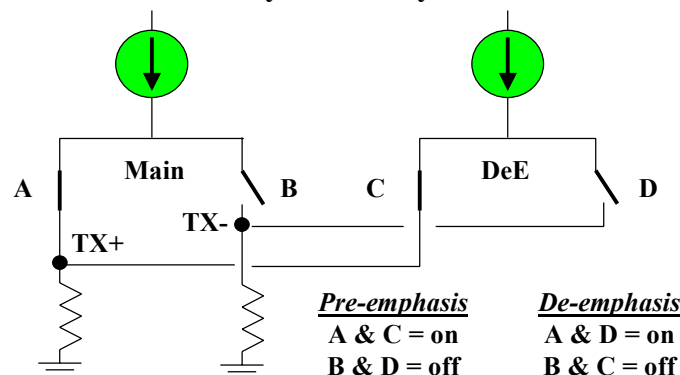 Main
DeE
A
B
C
D
TX-
TX+
Pre-emphasis
De-emphasis
A & C = on
A & D = on
B & D = off
B & C = off